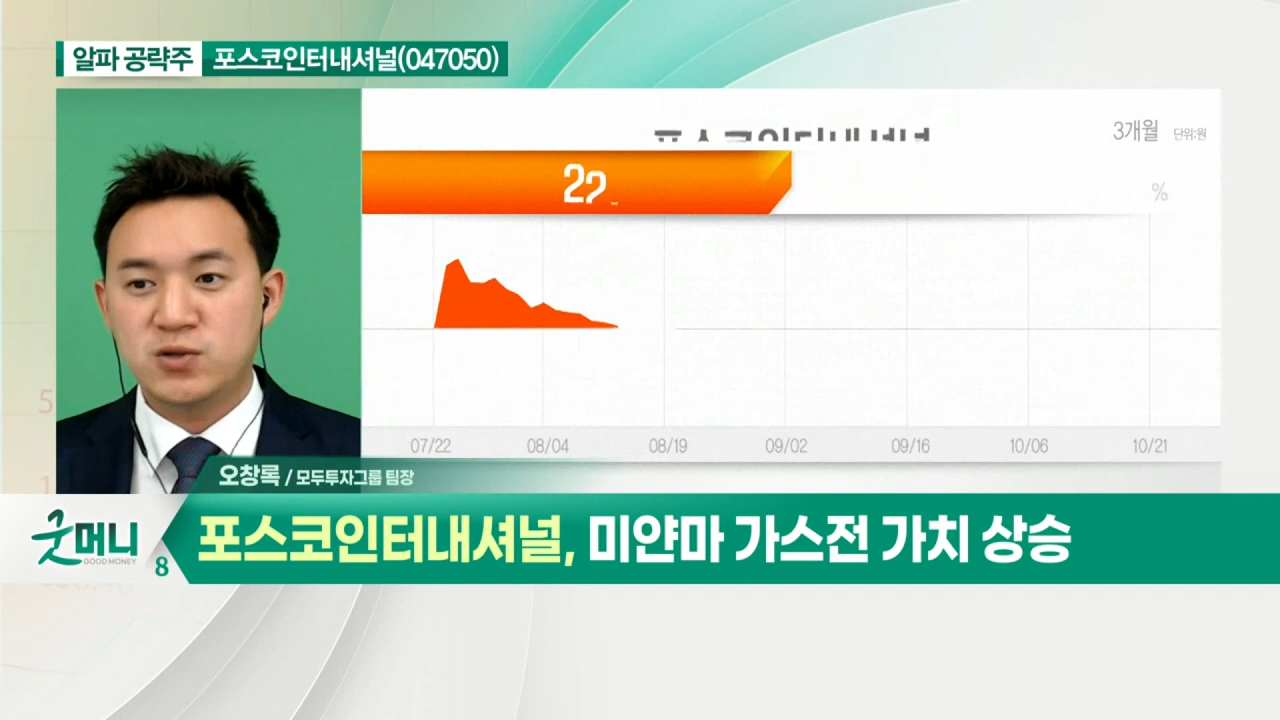 알파 공략주 포스코인터내셔널(047050)
3개월 단위:원
%
07/22 08/04 08/19 09/02 09/16 10/06 10/21
오창록 / 모두투자그룹 팀장
굿머니
GOOD MONEY
8
포스코인터내셔널, 미얀마 가스전 가치 상승